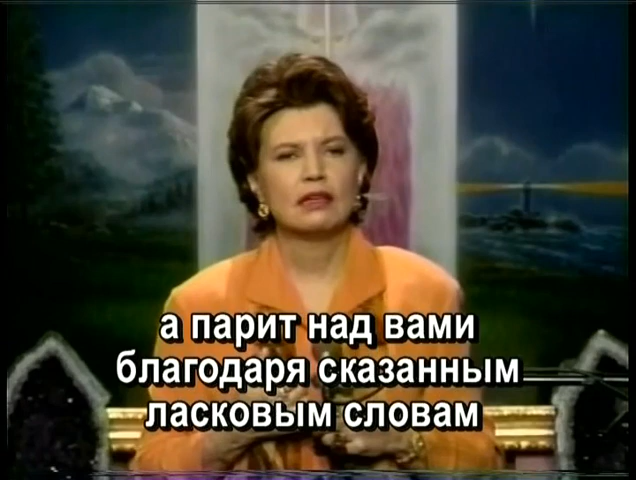 а парит над вами
благодаря сказанным
ласковым словам